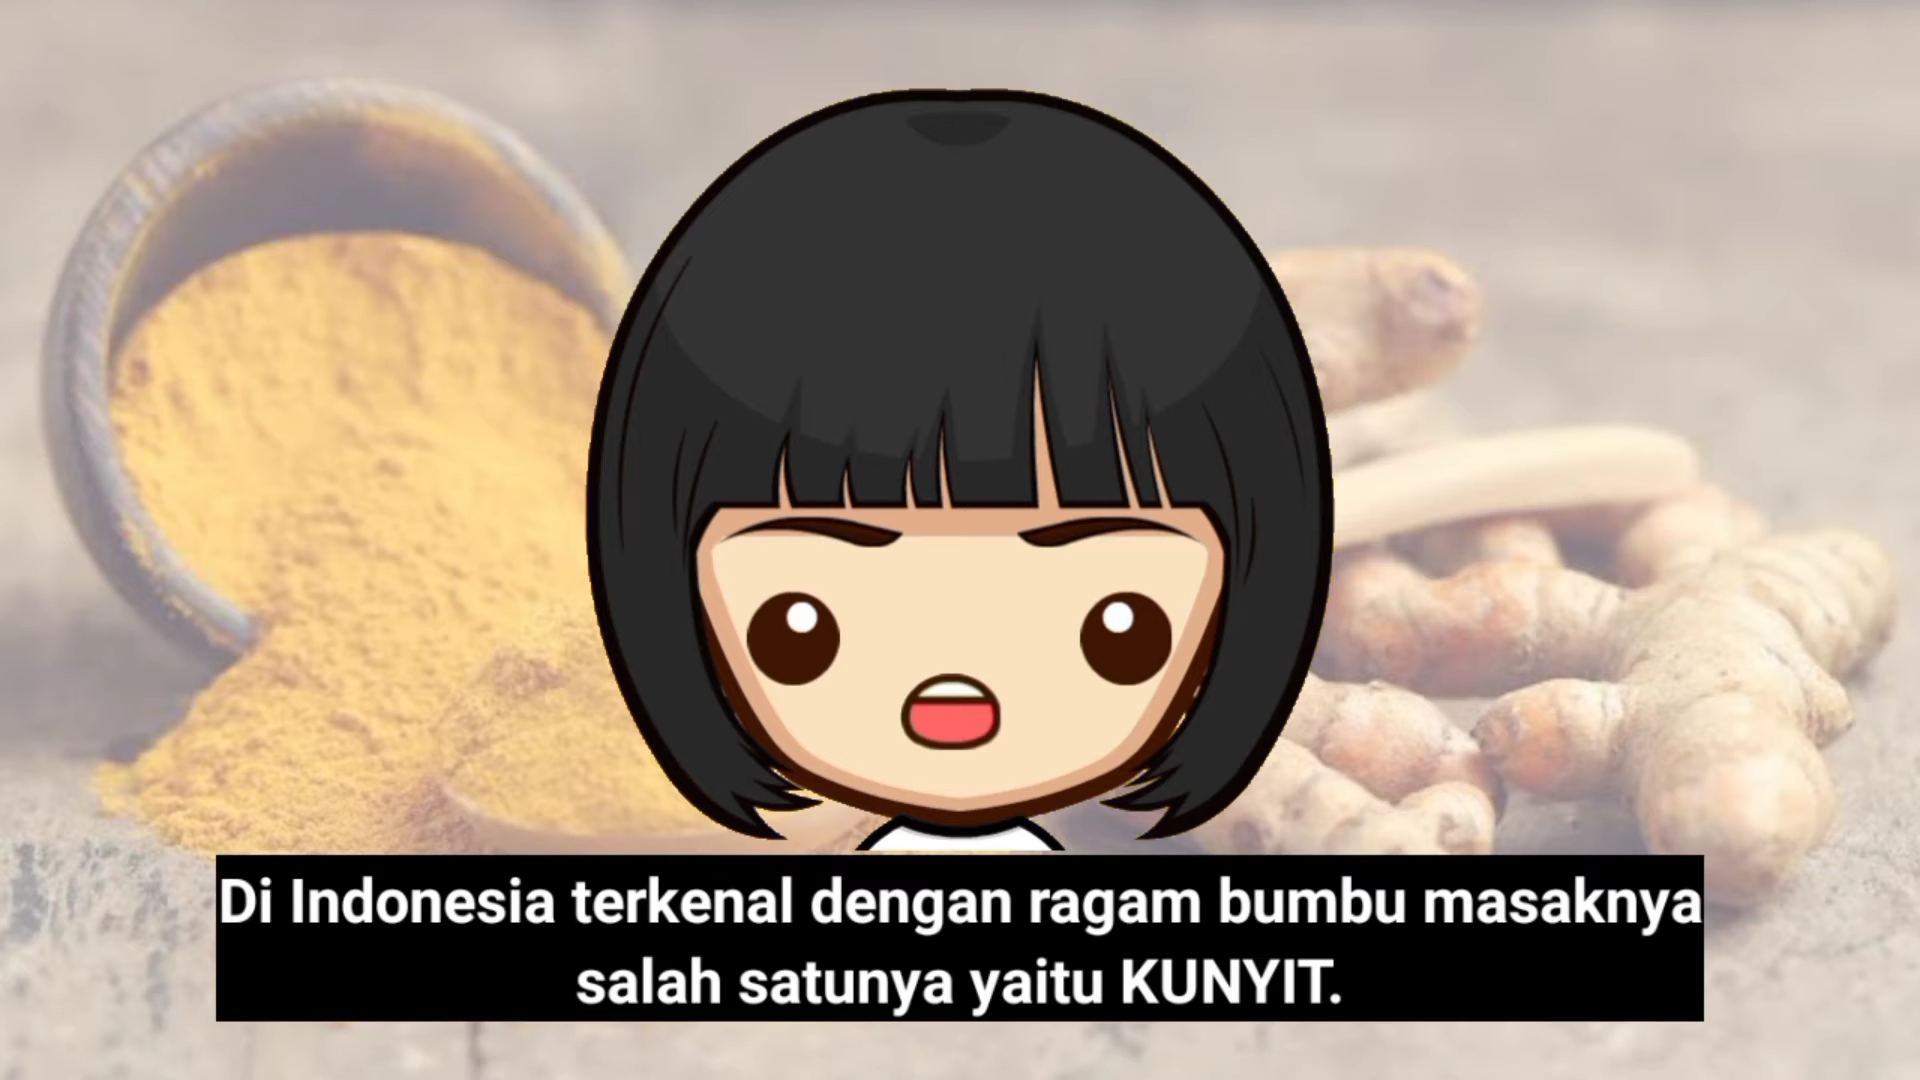 Di Indonesia terkenal dengan ragam bumbu masaknya
salah satunya yaitu KUNYIT.